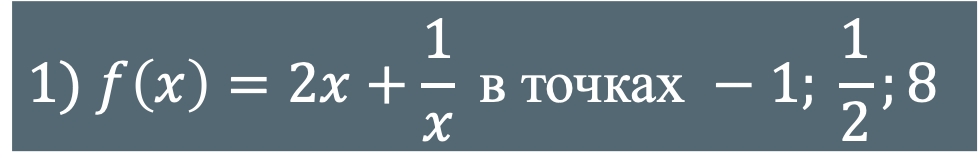 1) f(x) = 2x + 1/x в точках − 1; 1/2; 8